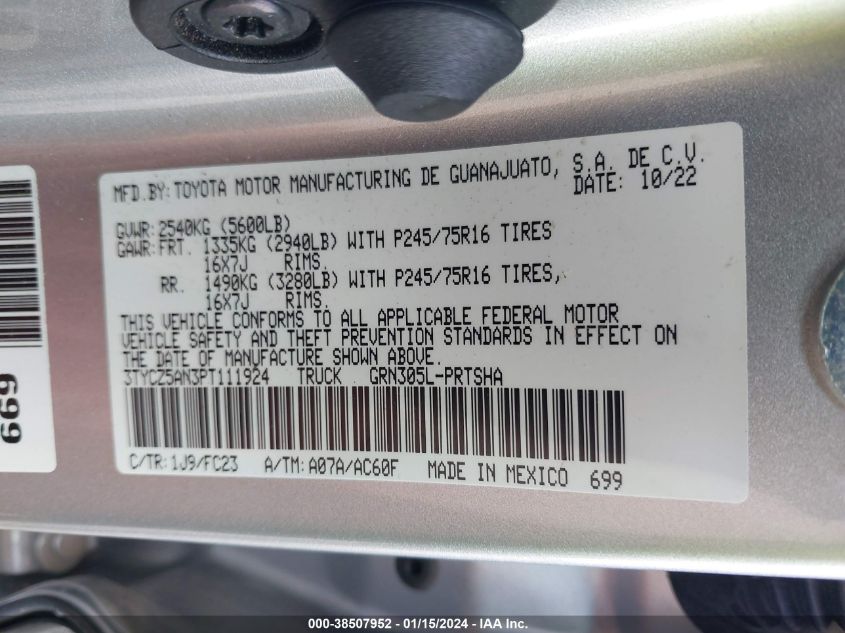 MFD.BY: TOYOTA MOTOR MANUFACTURING DE GUANAJUATO, S.A. DE C.V.
DATE: 10/22
GVWR: 2540KG (5600LB)
GAWR: FRT. 1335KG (2940LB) WITH P245/75R16 TIRES
16X7J RIMS.
RR. 1490KG (3280LB) WITH P245/75R16 TIRES,
16X7J RIMS.
THIS VEHICLE CONFORMS TO ALL APPLICABLE FEDERAL MOTOR
VEHICLE SAFETY AND THEFT PREVENTION STANDARDS IN EFFECT ON
THE DATE OF MANUFACTURE SHOWN ABOVE.
3TYCZ5AN3PT111924 TRUCK GRN305L-PRTSHA
C/TR: 1J9/FC23 A/TM: A07A/AC60F MADE IN MEXICO 699
699
000-38507952 - 01/15/2024 - IAA Inc.